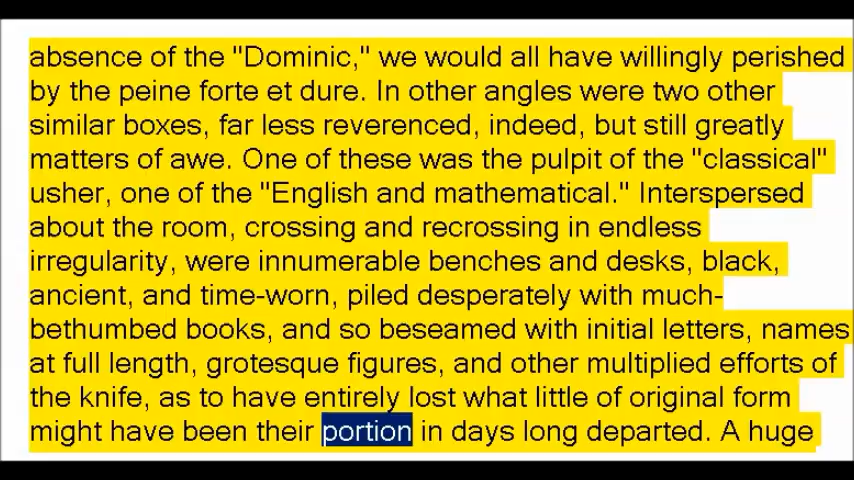 absence of the "Dominic," we would all have willingly perished
by the peine forte et dure. In other angles were two other
similar boxes, far less reverenced, indeed, but still greatly
matters of awe. One of these was the pulpit of the "classical"
usher, one of the "English and mathematical." Interspersed
about the room, crossing and recrossing in endless
irregularity, were innumerable benches and desks, black,
ancient, and time-worn, piled desperately with much-
bethumbed books, and so beseamed with initial letters, names
at full length, grotesque figures, and other multiplied efforts of
the knife, as to have entirely lost what little of original form
might have been their portion in days long departed. A huge